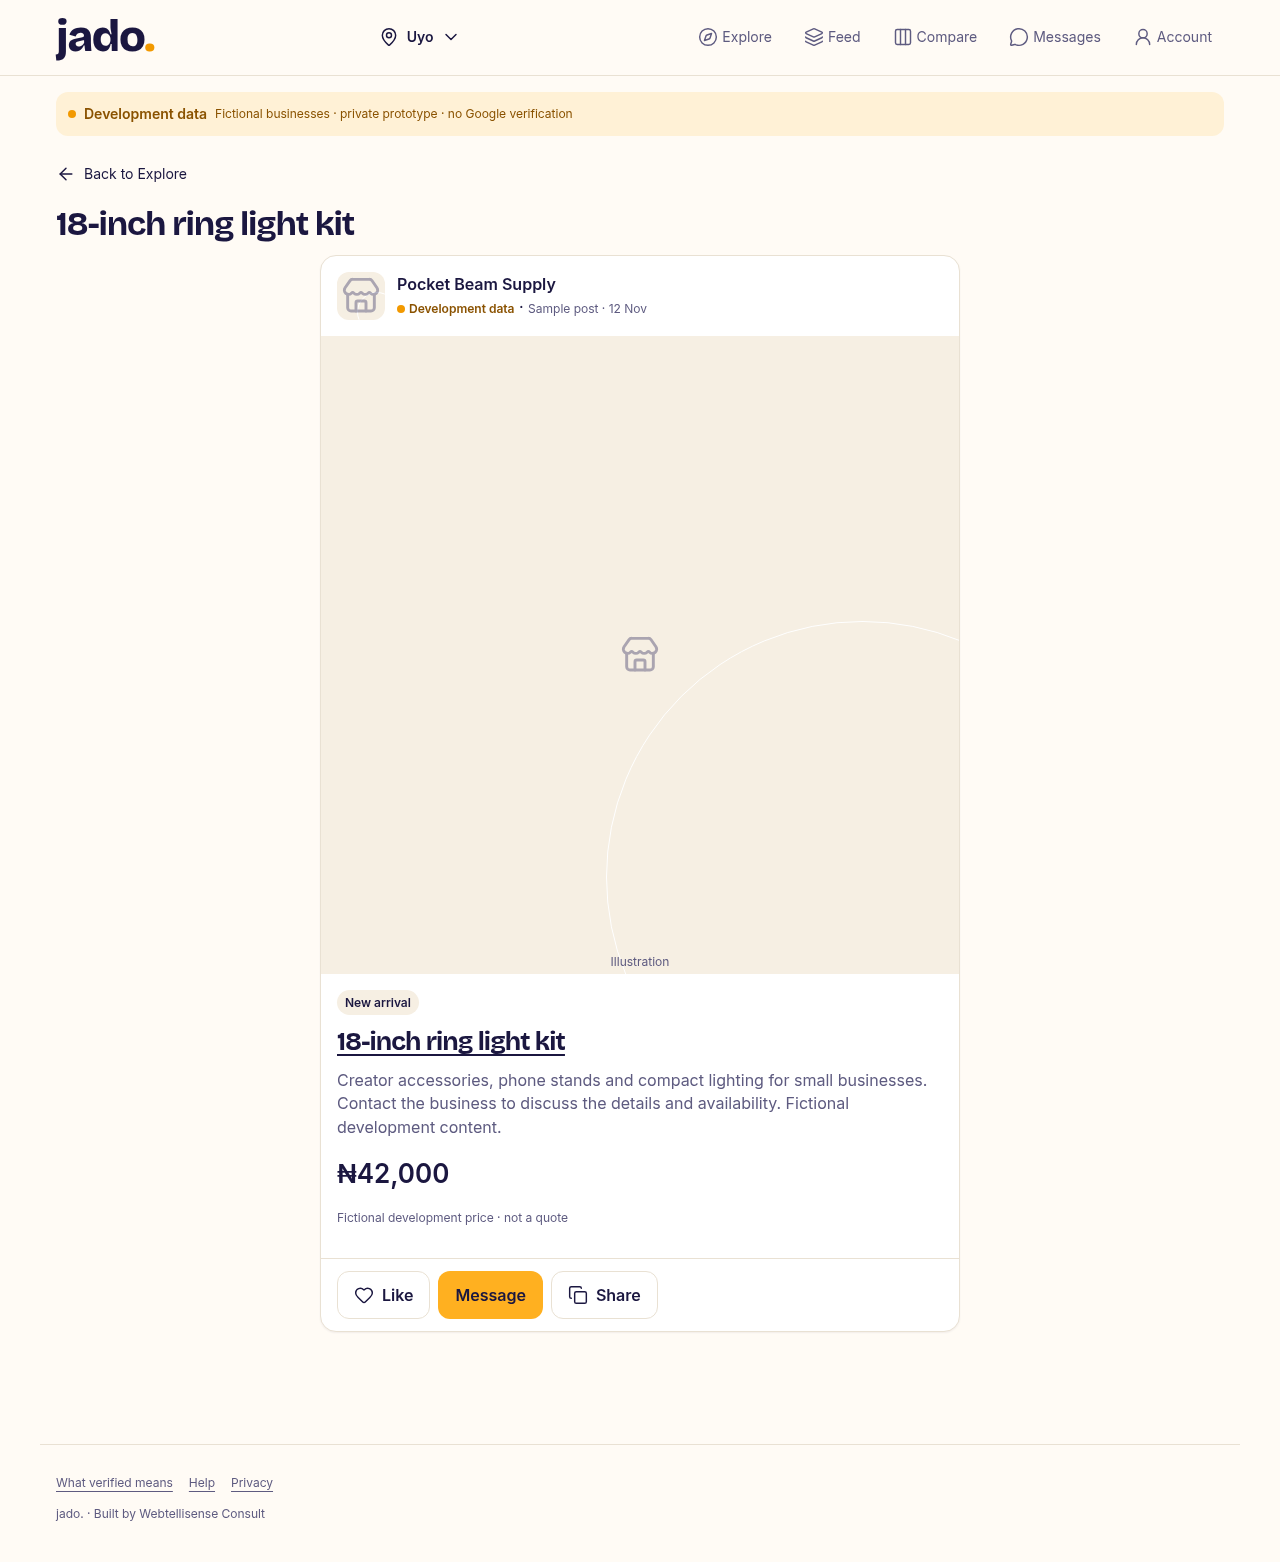 jado.
Uyo
Explore
Feed
Compare
Messages
Account
Development data Fictional businesses · private prototype · no Google verification
Back to Explore
18-inch ring light kit
Pocket Beam Supply
Development data · Sample post · 12 Nov
Illustration
New arrival
18-inch ring light kit
Creator accessories, phone stands and compact lighting for small businesses.
Contact the business to discuss the details and availability. Fictional
development content.
₦42,000
Fictional development price · not a quote
Like
Message
Share
What verified means
Help
Privacy
jado. · Built by Webtellisense Consult